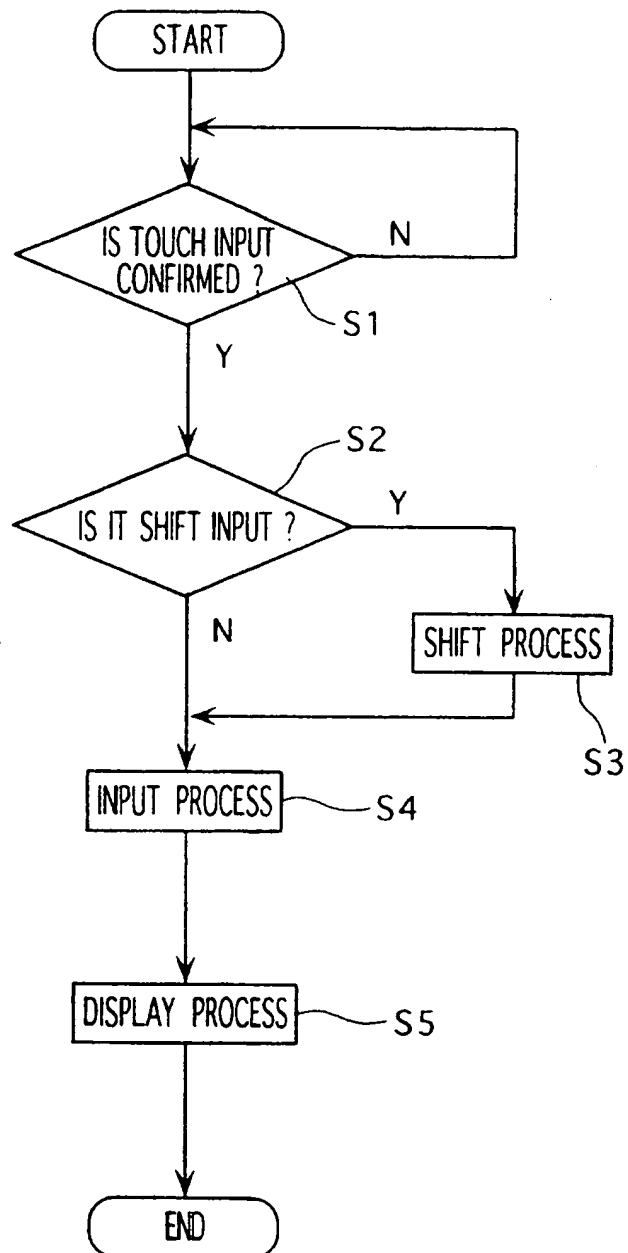 START
IS TOUCH INPUT
CONFIRMED ?
N
S1
Y
S2
IS IT SHIFT INPUT ?
Y
N
SHIFT PROCESS
S3
INPUT PROCESS
S4
DISPLAY PROCESS
S5
END